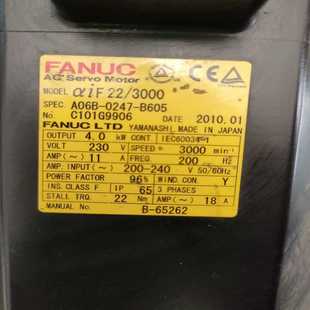 FANUC
AC Servo Motor
MODEL αiF 22/3000
SPEC. A06B-0247-B605
No. C101G9906 DATE 2010.01
FANUC LTD YAMANASHI, MADE IN JAPAN
OUTPUT 4.0 kW CONT IEC60034-1
VOLT 230 V SPEED 3000 min⁻¹
AMP(~) 11 A FREQ 200 Hz
AMP. INPUT(~) 200-240 V 50/60Hz
POWER FACTOR 96% WIND. CON. Y
INS. CLASS F IP 65 3 PHASES
STALL TRQ. 22 Nm AMP(~) 18 A
MANUAL No. B-65262